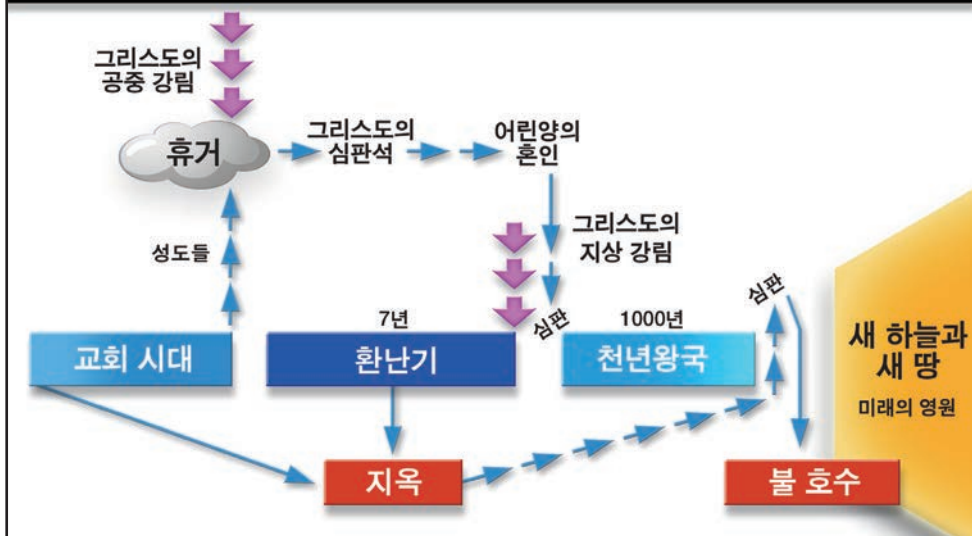 그리스도의
공중 강림
휴거
그리스도의
심판석
어린양의
혼인
성도들
그리스도의
지상 강림
심판
7년
심판
1000년
교회 시대
환난기
천년왕국
새 하늘과
새 땅
미래의 영원
지옥
불 호수